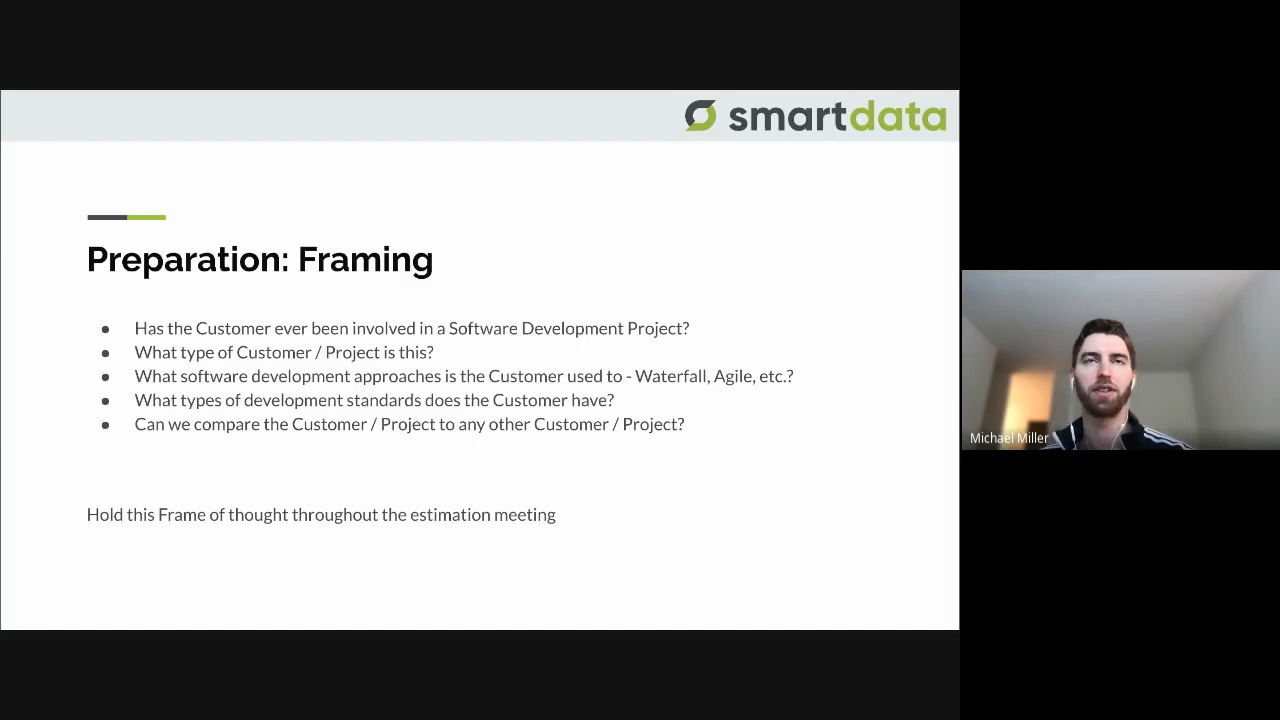 smartdata
Preparation: Framing
● Has the Customer ever been involved in a Software Development Project?
● What type of Customer / Project is this?
● What software development approaches is the Customer used to - Waterfall, Agile, etc.?
● What types of development standards does the Customer have?
● Can we compare the Customer / Project to any other Customer / Project?
Hold this Frame of thought throughout the estimation meeting
Michael Miller